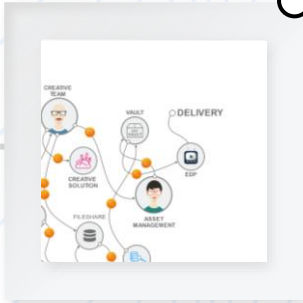 CREATIVE
TEAM
VAULT
DELIVERY
CREATIVE
SOLUTION
EDP
FILESHARE
ASSET
MANAGEMENT